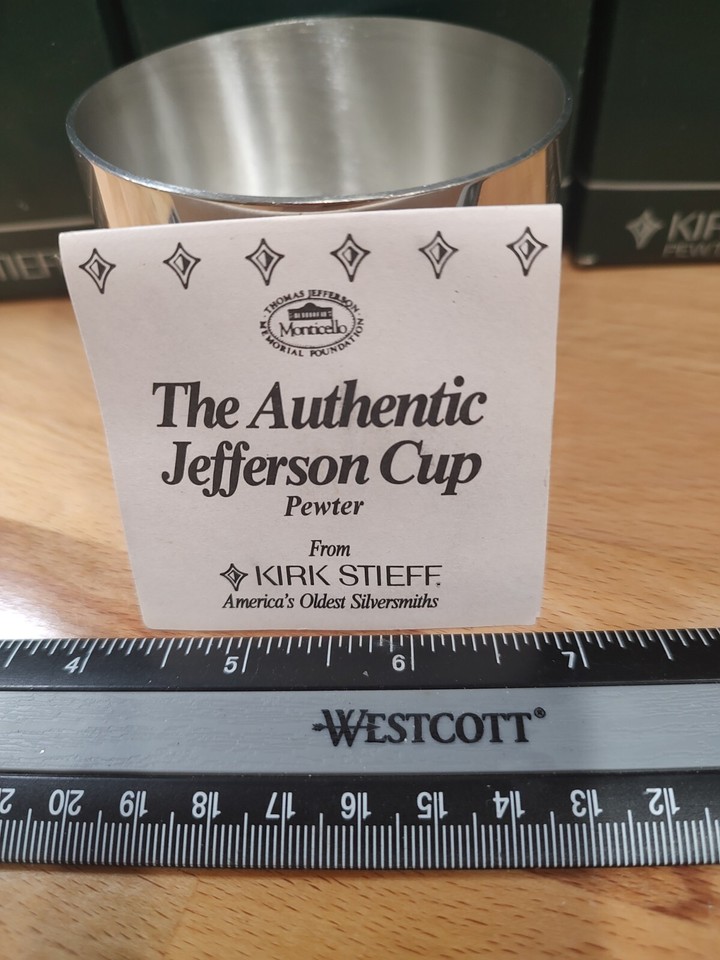 THOMAS JEFFERSON
Monticello
MEMORIAL FOUNDATION
The Authentic
Jefferson Cup
Pewter
From
KIRK STIEFF
America's Oldest Silversmiths
4 5 6 7
WESTCOTT®
20 19 18 17 16 15 14 13 12